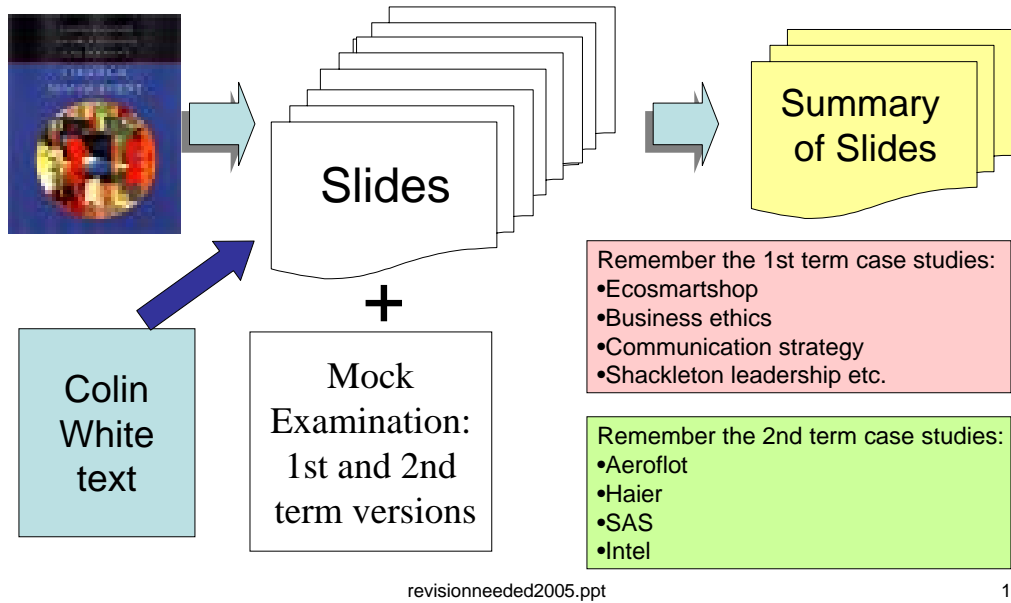 Slides
Summary
of Slides
Colin
White
text
+
Mock
Examination:
1st and 2nd
term versions
Remember the 1st term case studies:
•Ecosmartshop
•Business ethics
•Communication strategy
•Shackleton leadership etc.
Remember the 2nd term case studies:
•Aeroflot
•Haier
•SAS
•Intel
revisionneeded2005.ppt
1